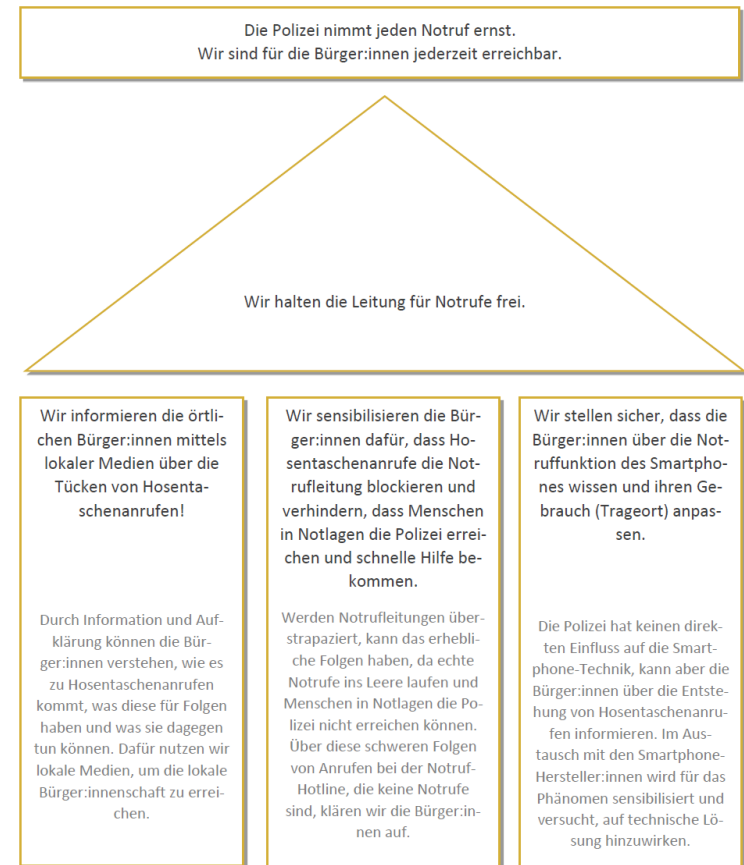 Die Polizei nimmt jeden Notruf ernst.
Wir sind für die Bürger:innen jederzeit erreichbar.
Wir halten die Leitung für Notrufe frei.
Wir informieren die örtli-
chen Bürger:innen mittels
lokaler Medien über die
Tücken von Hosenta-
schenanrufen!
Durch Information und Auf-
klärung können die Bür-
ger:innen verstehen, wie es
zu Hosentaschenanrufen
kommt, was diese für Folgen
haben und was sie dagegen
tun können. Dafür nutzen wir
lokale Medien, um die lokale
Bürger:innenschaft zu errei-
chen.
Wir sensibilisieren die Bür-
ger:innen dafür, dass Ho-
sentaschenanrufe die Not-
rufleitung blockieren und
verhindern, dass Menschen
in Notlagen die Polizei errei-
chen und schnelle Hilfe be-
kommen.
Werden Notrufleitungen über-
strapaziert, kann das erhebli-
che Folgen haben, da echte
Notrufe ins Leere laufen und
Menschen in Notlagen die Po-
lizei nicht erreichen können.
Über diese schweren Folgen
von Anrufen bei der Notruf-
Hotline, die keine Notrufe
sind, klären wir die Bürger:in-
nen auf.
Wir stellen sicher, dass die
Bürger:innen über die Not-
ruffunktion des Smartpho-
nes wissen und ihren Ge-
brauch (Trageort) anpas-
sen.
Die Polizei hat keinen direk-
ten Einfluss auf die Smart-
phone-Technik, kann aber die
Bürger:innen über die Entste-
hung von Hosentaschenanru-
fen informieren. Im Aus-
tausch mit den Smartphone-
Hersteller:innen wird für das
Phänomen sensibilisiert und
versucht, auf technische Lö-
sung hinzuwirken.